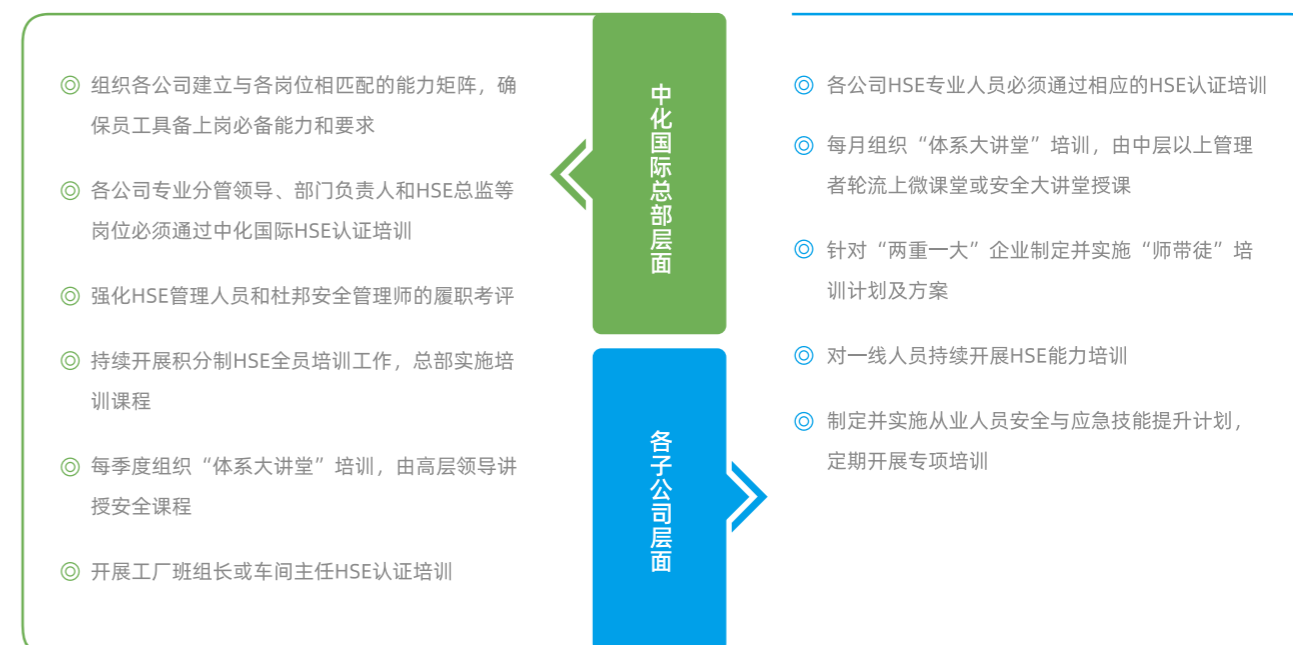 组织各公司建立与各岗位相匹配的能力矩阵，确
保员工具备上岗必备能力和要求
各公司专业分管领导、部门负责人和HSE总监等
岗位必须通过中化国际HSE认证培训
强化HSE管理人员和杜邦安全管理师的履职考评
持续开展积分制HSE全员培训工作，总部实施培
训课程
每季度组织“体系大讲堂”培训，由高层领导讲
授安全课程
开展工厂班组长或车间主任HSE认证培训
中化国际总部层面
各子公司层面
各公司HSE专业人员必须通过相应的HSE认证培训
每月组织“体系大讲堂”培训，由中层以上管理
者轮流上微课堂或安全大讲堂授课
针对“两重一大”企业制定并实施“师带徒”培
训计划及方案
对一线人员持续开展HSE能力培训
制定并实施从业人员安全与应急技能提升计划，
定期开展专项培训